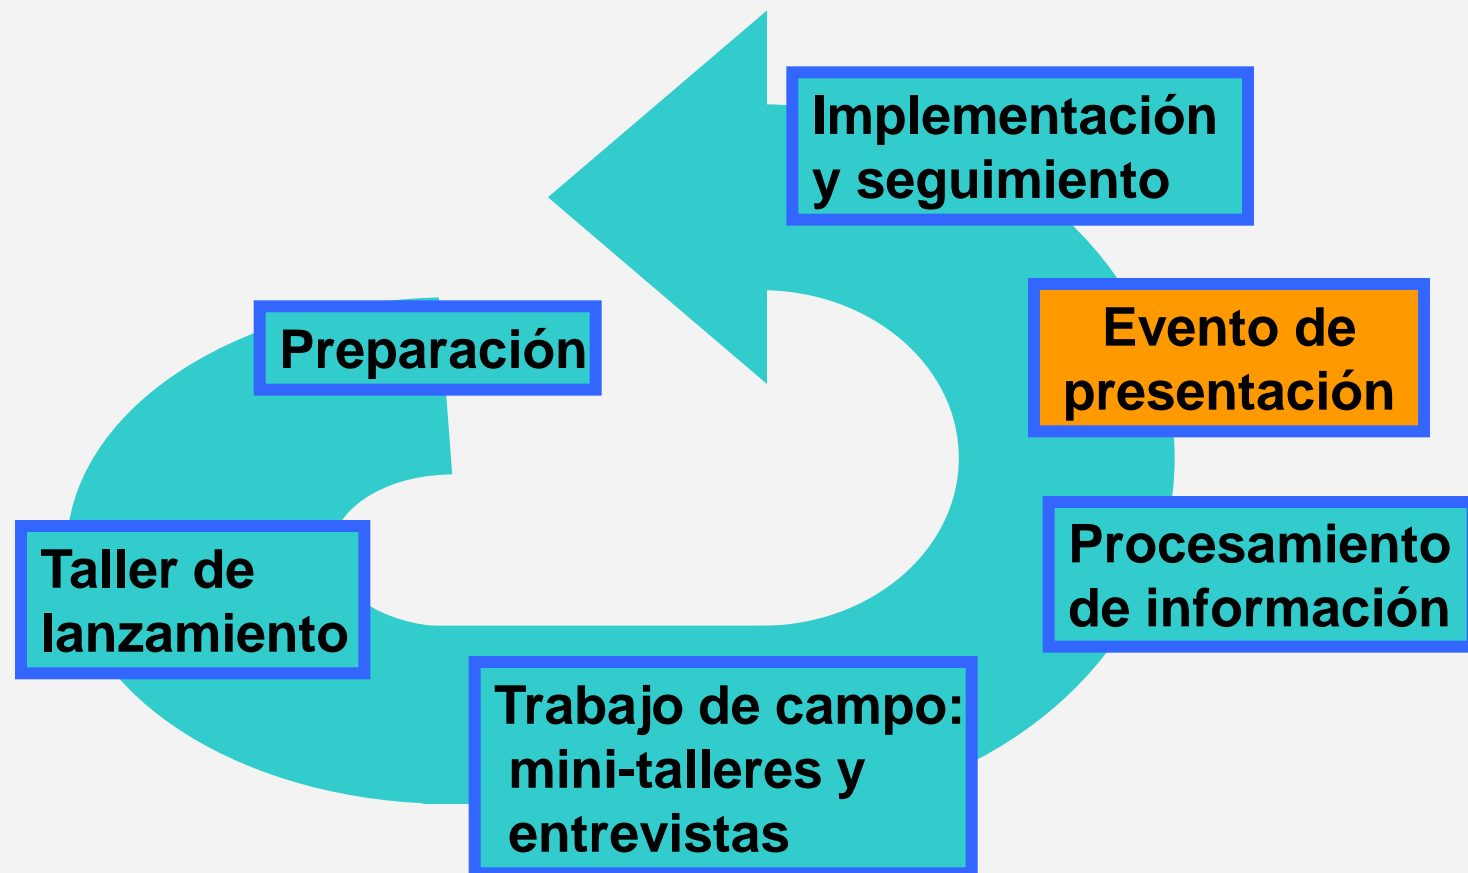 Implementación
y seguimiento
Preparación
Evento de
presentación
Taller de
lanzamiento
Procesamiento
de información
Trabajo de campo:
mini-talleres y
entrevistas